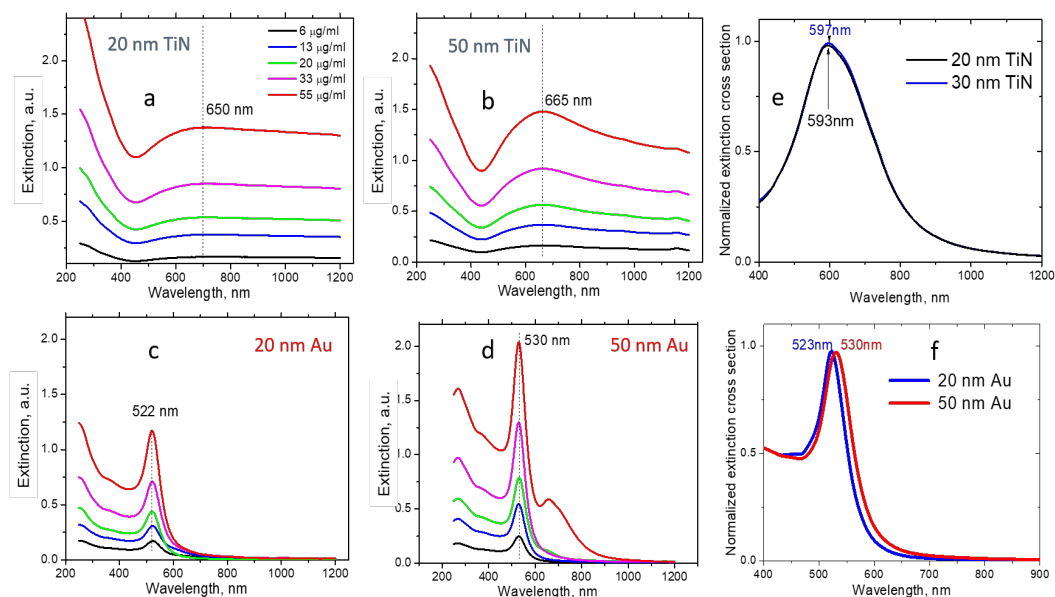 20 nm TiN
6 µg/ml
13 µg/ml
20 µg/ml
33 µg/ml
55 µg/ml
a
650 nm
Extinction, a.u.
2.0
1.5
1.0
0.5
200 400 600 800 1000 1200
Wavelength, nm
50 nm TiN
b
665 nm
Extinction, a.u.
2.0
1.5
1.0
0.5
0.0
200 400 600 800 1000 1200
Wavelength, nm
597nm
20 nm TiN
30 nm TiN
e
593nm
Normalized extinction cross section
1.0
0.5
0.0
400 500 600 700 800 900 1000 1200
Wavelength, nm
c
20 nm Au
522 nm
Extinction, a.u.
2.0
1.5
1.0
0.5
0.0
200 400 600 800 1000 1200
Wavelength, nm
d
530 nm
50 nm Au
Extinction, a.u.
2.0
1.5
1.0
0.5
0.0
200 400 600 800 1000 1200
Wavelength, nm
523nm
530nm
f
20 nm Au
50 nm Au
Normalized extinction cross section
1.0
0.5
0.0
400 500 600 700 800 900
Wavelength, nm